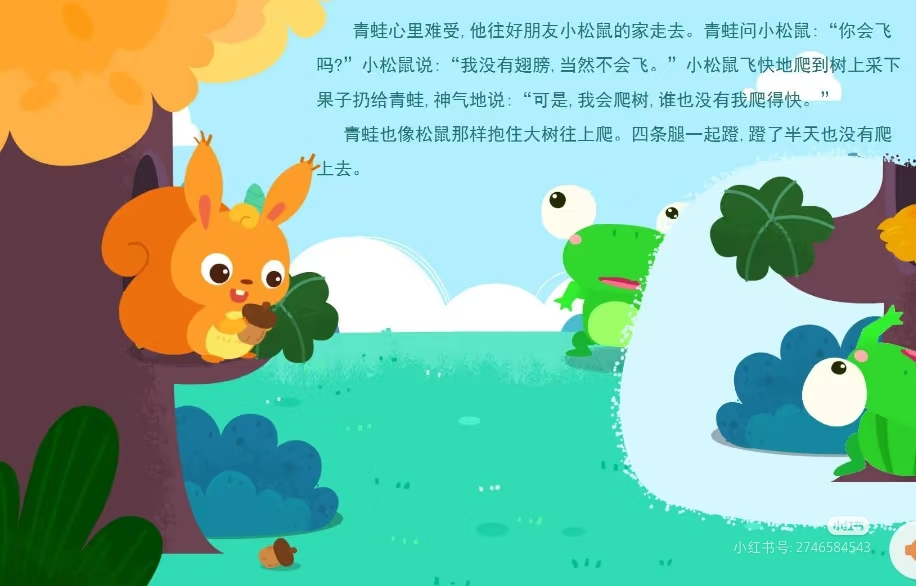 青蛙心里难受, 他往好朋友小松鼠的家走去。青蛙问小松鼠: “你会飞
吗?” 小松鼠说: “我没有翅膀, 当然不会飞。” 小松鼠飞快地爬到树上采下
果子扔给青蛙, 神气地说: “可是, 我会爬树, 谁也没有我爬得快。”
青蛙也像松鼠那样抱住大树往上爬。四条腿一起蹬, 蹬了半天也没有爬
上去。
小红书
小红书号: 2746584543